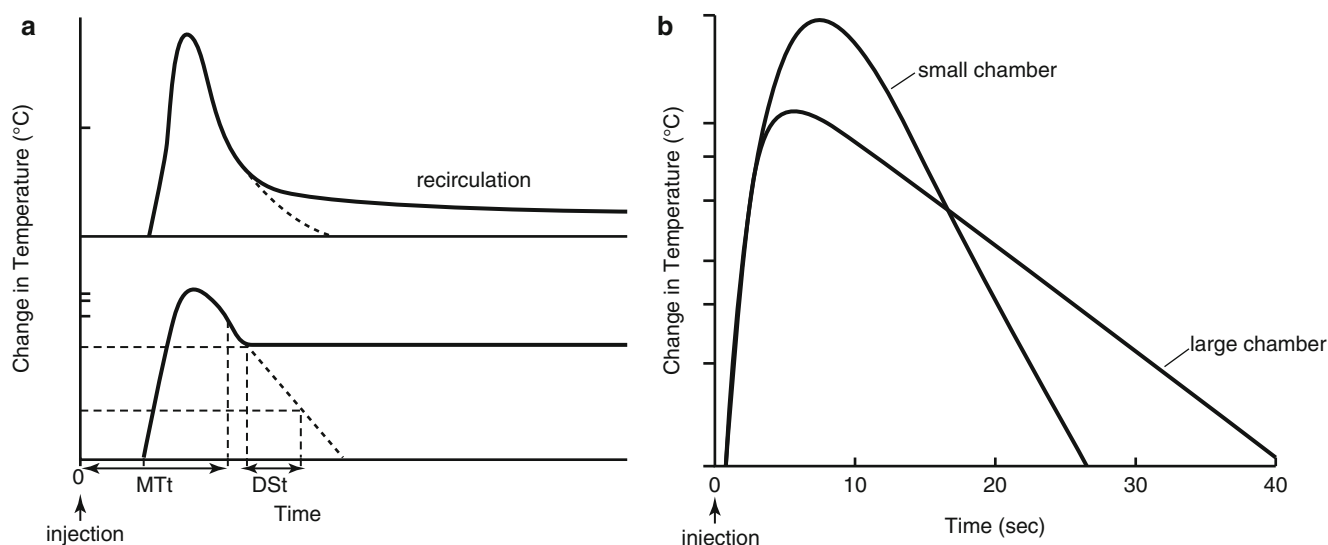 a
Change in Temperature (°C)
recirculation
0
MTt
DSt
Time
injection
b
Change in Temperature (°C)
small chamber
large chamber
0
10
20
30
40
Time (sec)
injection